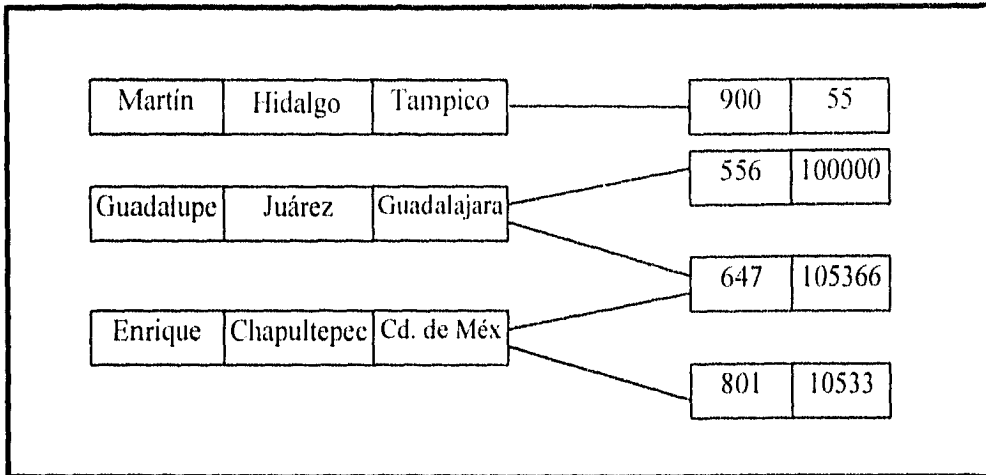 Martín Hidalgo Tampico 900 55
556 100000
Guadalupe Juárez Guadalajara
647 105366
Enrique Chapultepec Cd. de Méx
801 10533